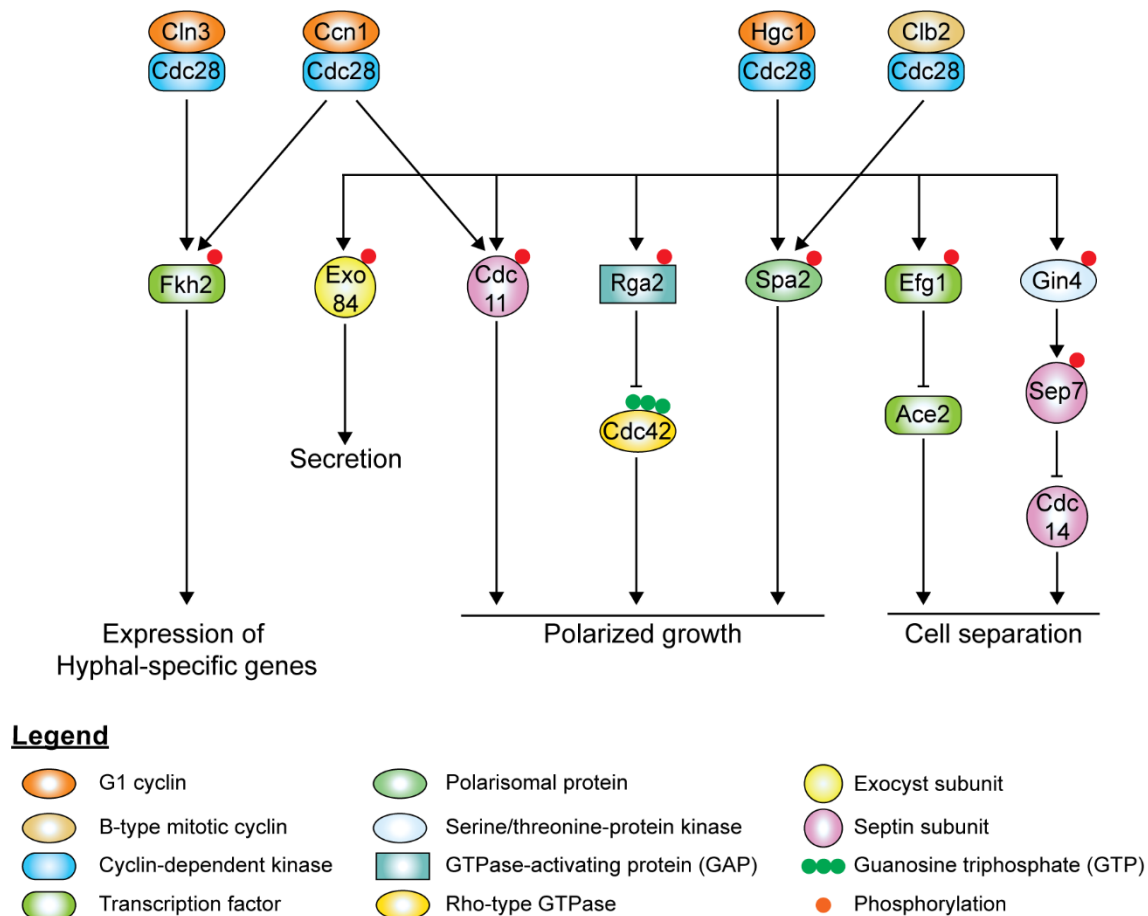 Cln3
Cdc28
Ccn1
Cdc28
Hgc1
Cdc28
Clb2
Cdc28
Fkh2
Exo
84
Cdc
11
Rga2
Spa2
Efg1
Gin4
Sep7
Cdc42
Ace2
Cdc
14
Secretion
Expression of
Hyphal-specific genes
Polarized growth
Cell separation
Legend
G1 cyclin
B-type mitotic cyclin
Cyclin-dependent kinase
Transcription factor
Polarisomal protein
Serine/threonine-protein kinase
GTPase-activating protein (GAP)
Rho-type GTPase
Exocyst subunit
Septin subunit
Guanosine triphosphate (GTP)
Phosphorylation